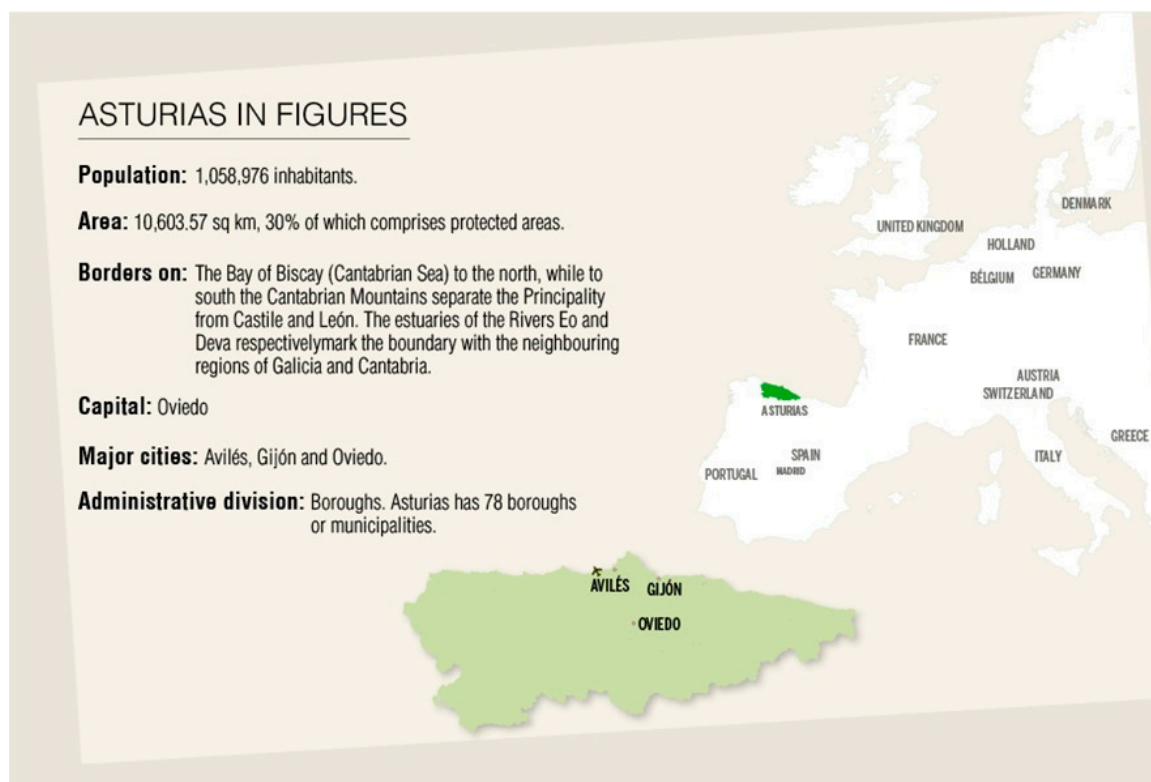 ASTURIAS IN FIGURES
Population: 1,058,976 inhabitants.
Area: 10,603.57 sq km, 30% of which comprises protected areas.
Borders on: The Bay of Biscay (Cantabrian Sea) to the north, while to
south the Cantabrian Mountains separate the Principality
from Castile and León. The estuaries of the Rivers Eo and
Deva respectivelymark the boundary with the neighbouring
regions of Galicia and Cantabria.
Capital: Oviedo
Major cities: Avilés, Gijón and Oviedo.
Administrative division: Boroughs. Asturias has 78 boroughs
or municipalities.
AVILÉS
GIJÓN
OVIEDO
DENMARK
UNITED KINGDOM
HOLLAND
BÉLGIUM
GERMANY
FRANCE
AUSTRIA
SWITZERLAND
ASTURIAS
GREECE
SPAIN
ITALY
PORTUGAL
MADRID